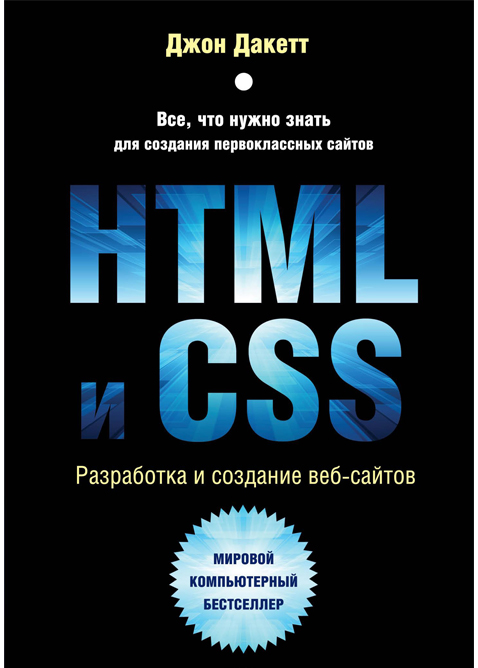 Джон Дакетт
Все, что нужно знать
для создания первоклассных сайтов
HTML
и CSS
Разработка и создание веб-сайтов
МИРОВОЙ
КОМПЬЮТЕРНЫЙ
БЕСТСЕЛЛЕР